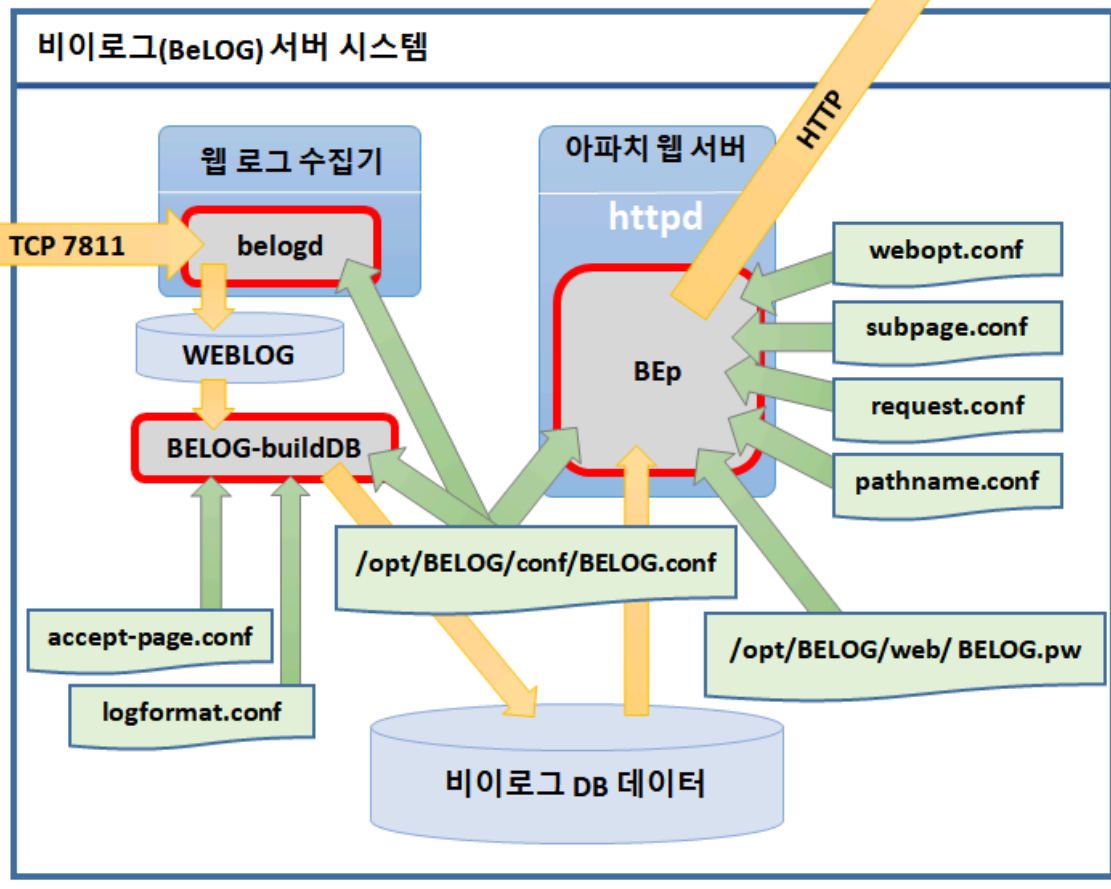 비이로그(BeLOG) 서버 시스템
HTTP
웹 로그 수집기
아파치 웹 서버
httpd
TCP 7811
belogd
webopt.conf
subpage.conf
WEBLOG
BEp
request.conf
BELOG-buildDB
pathname.conf
/opt/BELOG/conf/BELOG.conf
accept-page.conf
/opt/BELOG/web/ BELOG.pw
logformat.conf
비이로그 DB 데이터